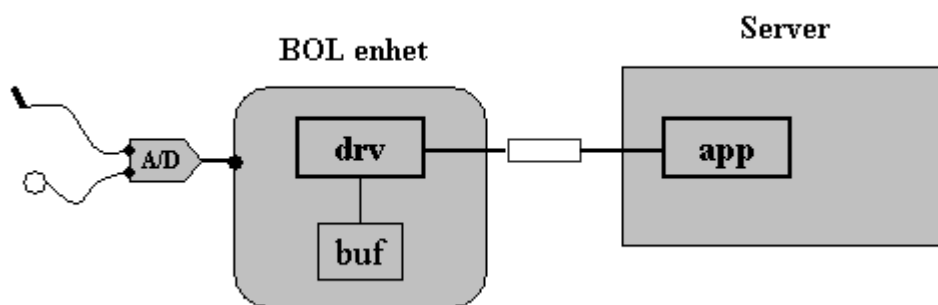 Server
BOL enhet
A/D
drv
app
buf